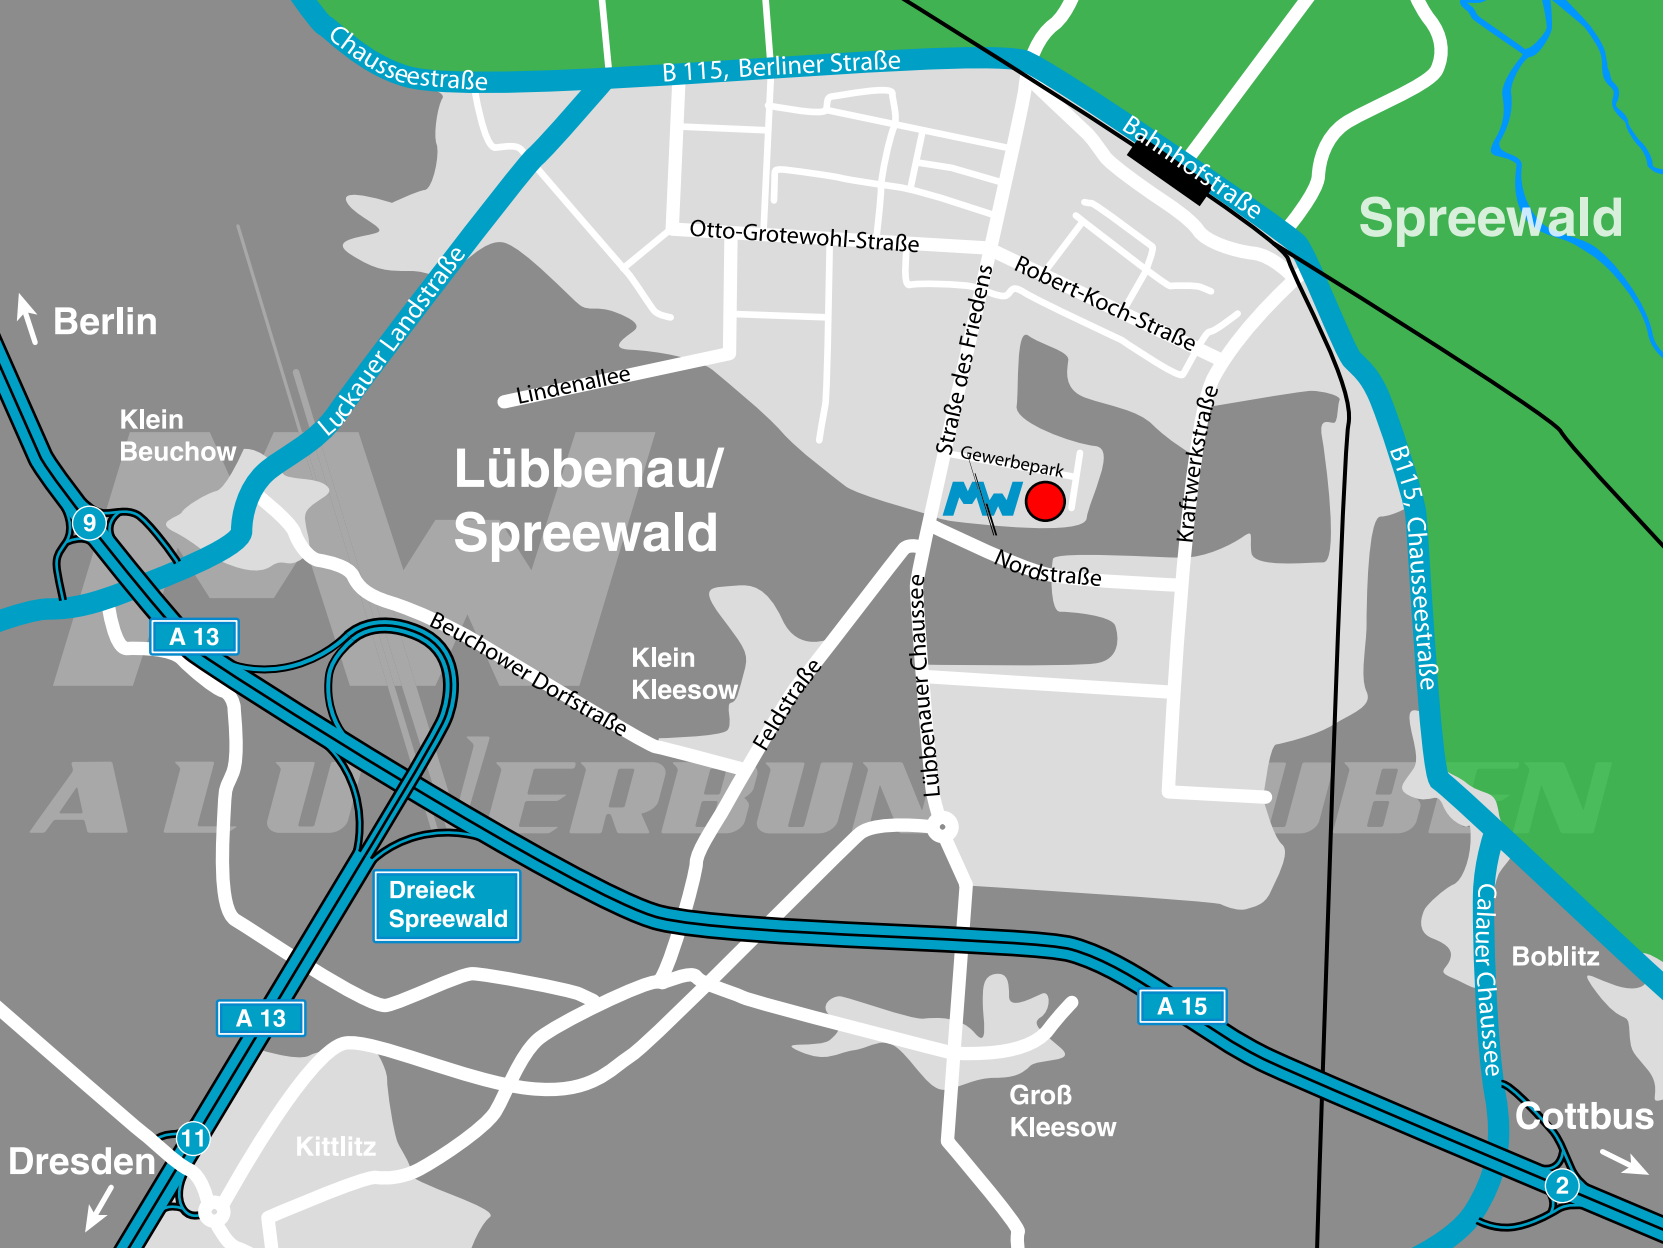 Chausseestraße
B 115, Berliner Straße
Bahnhofstraße
Spreewald
Otto-Grotewohl-Straße
Robert-Koch-Straße
Luckauer Landstraße
Straße des Friedens
Berlin
Lindenallee
Klein
Beuchow
Lübbenau/
Spreewald
Kraftwerkstraße
Gewerbepark
MW
B115, Chausseestraße
9
Nordstraße
A 13
Beuchower Dorfstraße
Klein
Kleesow
Feldstraße
Lübbenauer Chaussee
Dreieck
Spreewald
Calauer Chaussee
Boblitz
A 13
A 15
Groß
Kleesow
Cottbus
11
Kittlitz
Dresden
2